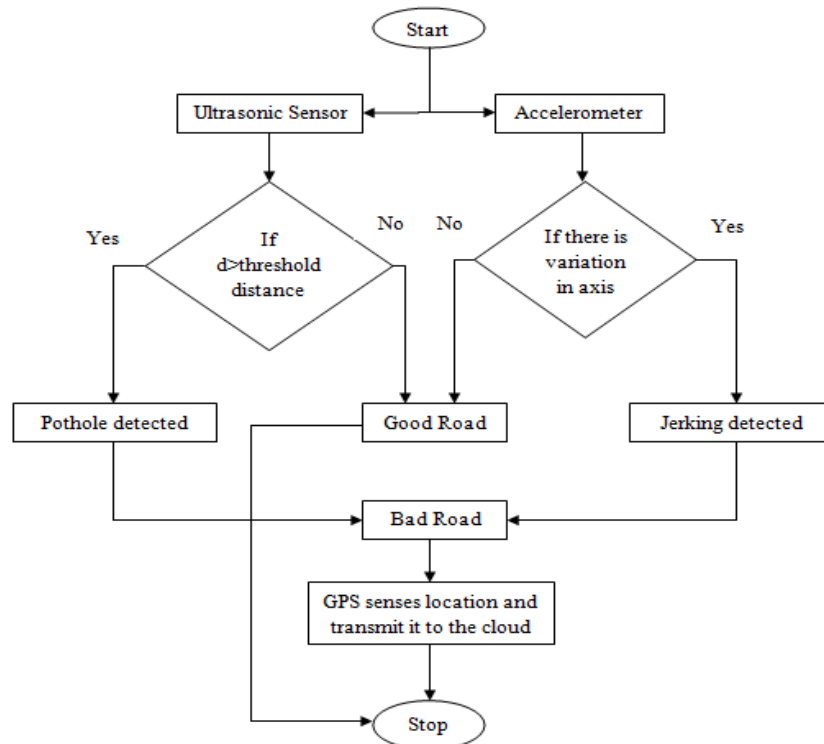 Start
Ultrasonic Sensor
Accelerometer
Yes
If
d>threshold
distance
No
No
If there is
variation
in axis
Yes
Pothole detected
Good Road
Jerking detected
Bad Road
GPS senses location and
transmit it to the cloud
Stop